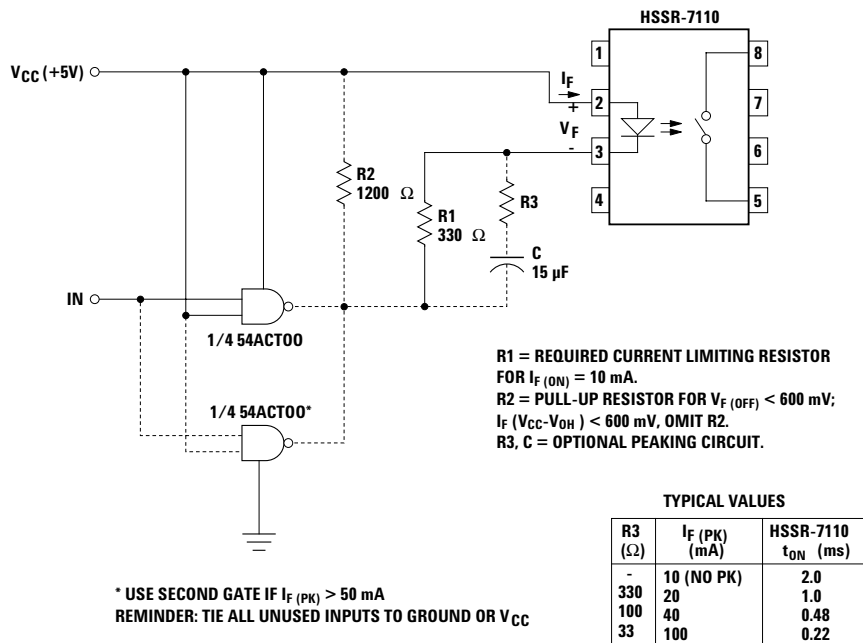 HSSR-7110
1
8
VCC (+5V)
IF
+
2
7
VF
-
3
6
4
5
R2
1200 Ω
R1
330 Ω
R3
C
15 µF
IN
1/4 54ACTOO
1/4 54ACTOO*
R1 = REQUIRED CURRENT LIMITING RESISTOR
FOR IF (ON) = 10 mA.
R2 = PULL-UP RESISTOR FOR VF (OFF) < 600 mV;
IF (VCC-VOH ) < 600 mV, OMIT R2.
R3, C = OPTIONAL PEAKING CIRCUIT.
* USE SECOND GATE IF IF (PK) > 50 mA
REMINDER: TIE ALL UNUSED INPUTS TO GROUND OR VCC
TYPICAL VALUES
R3 (Ω) IF (PK) (mA) HSSR-7110 tON (ms)
- 10 (NO PK) 2.0
330 20 1.0
100 40 0.48
33 100 0.22